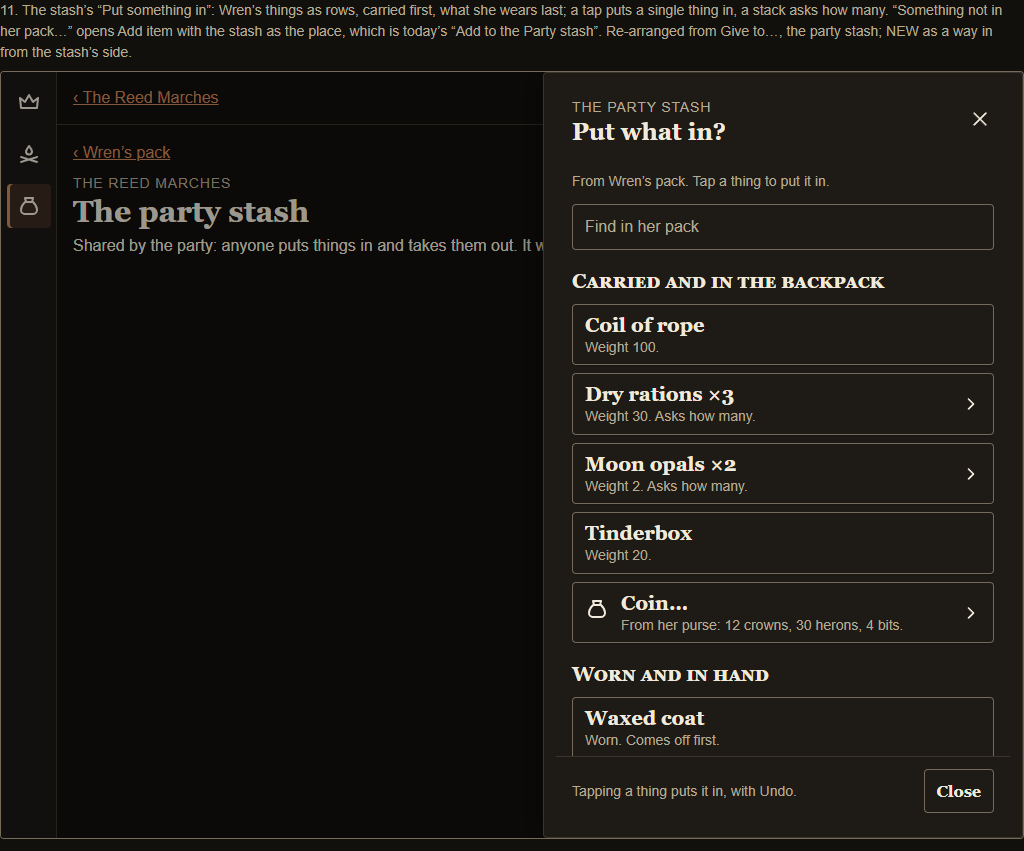 11. The stash’s “Put something in”: Wren’s things as rows, carried first, what she wears last; a tap puts a single thing in, a stack asks how many. “Something not in
her pack…” opens Add item with the stash as the place, which is today’s “Add to the Party stash”. Re-arranged from Give to…, the party stash; NEW as a way in
from the stash’s side.
‹ The Reed Marches
‹ Wren’s pack
THE REED MARCHES
The party stash
Shared by the party: anyone puts things in and takes them out. It w
THE PARTY STASH
Put what in?
From Wren’s pack. Tap a thing to put it in.
Find in her pack
Carried and in the backpack
Coil of rope
Weight 100.
Dry rations ×3
Weight 30. Asks how many.
Moon opals ×2
Weight 2. Asks how many.
Tinderbox
Weight 20.
Coin…
From her purse: 12 crowns, 30 herons, 4 bits.
Worn and in hand
Waxed coat
Worn. Comes off first.
Tapping a thing puts it in, with Undo.
Close